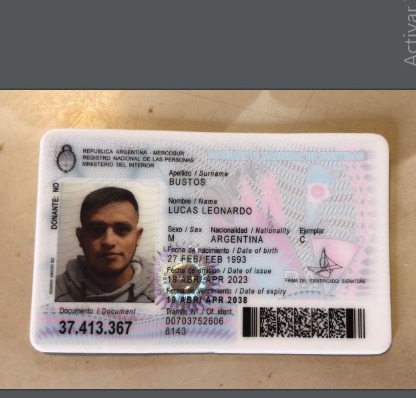 Activar
REPUBLICA ARGENTINA - MERCOSUR
REGISTRO NACIONAL DE LAS PERSONAS
MINISTERIO DEL INTERIOR
Apellido / Surname
BUSTOS
Nombre / Name
LUCAS LEONARDO
Sexo / Sex Nacionalidad / Nationality Ejemplar
M ARGENTINA C
Fecha de nacimiento / Date of birth
27 FEB/ FEB 1993
Fecha de emisión / Date of issue
19 ABR/ APR 2023
Fecha de vencimiento / Date of expiry
19 ABR/ APR 2038
FIRMA DEL IDENTIFICADO/ SIGNATURE
Documento / Document
37.413.367
Trámite N° / Of. ident.
00703752606
8143
DONANTE: NO